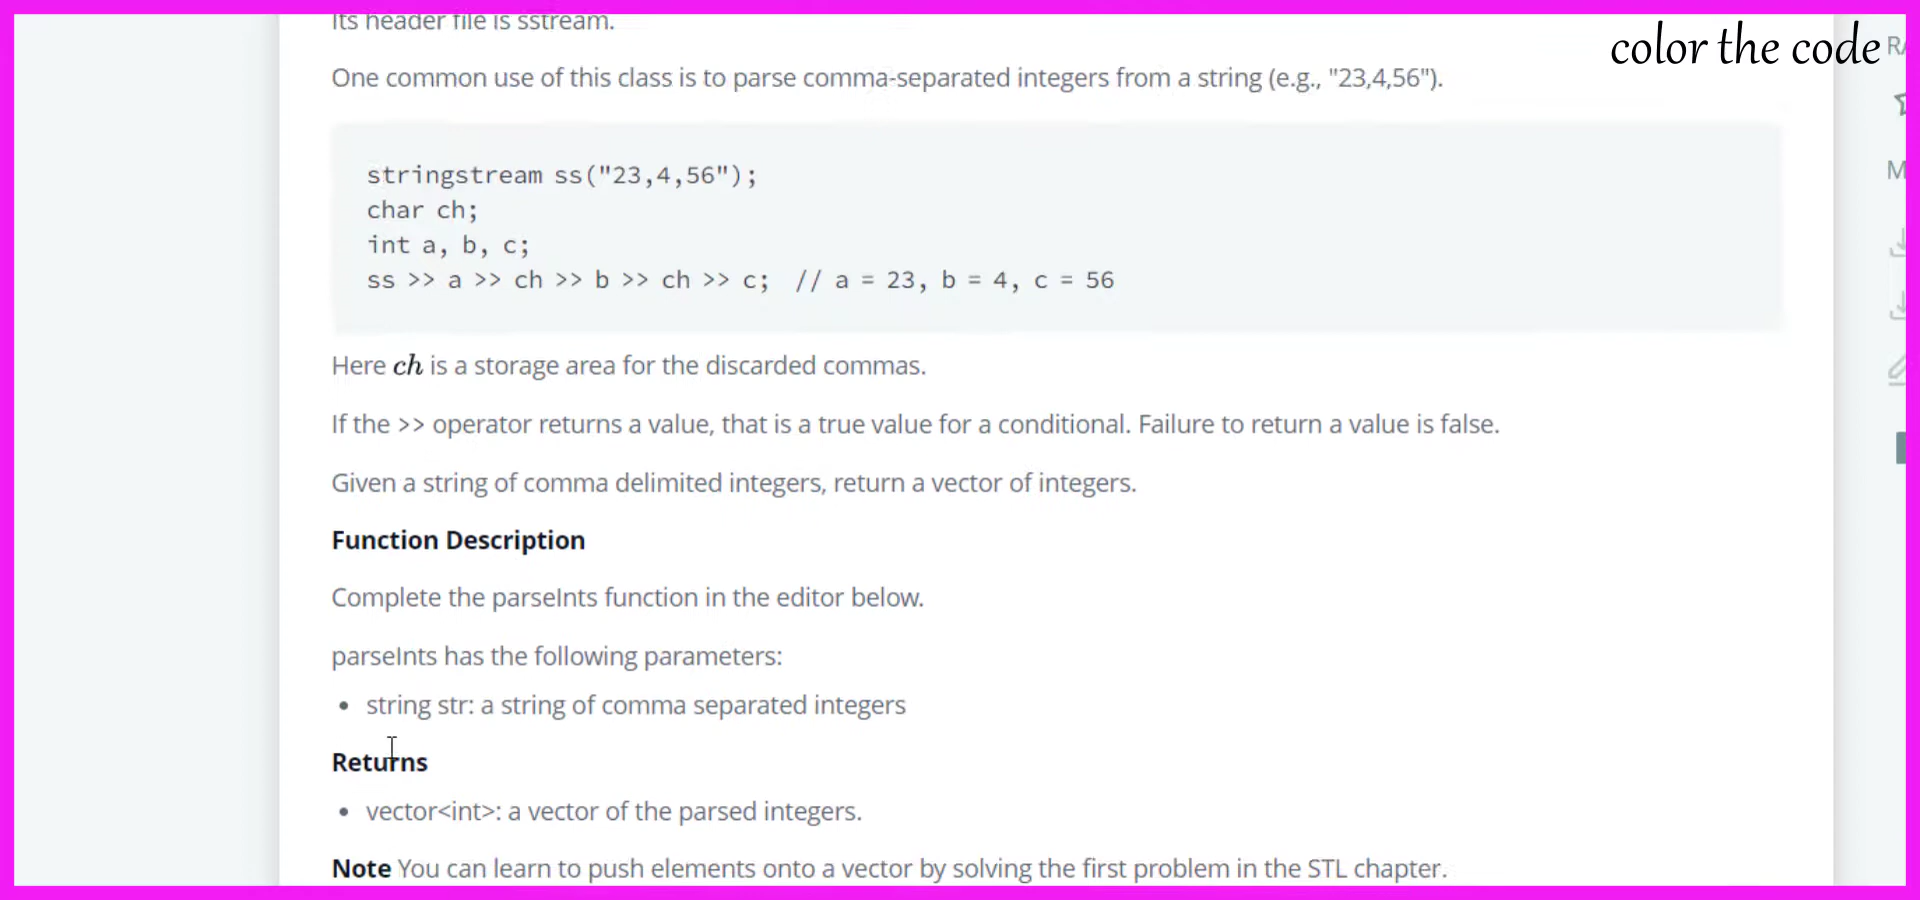 Its header file is sstream.
color the code
One common use of this class is to parse comma-separated integers from a string (e.g., "23,4,56").
stringstream ss("23,4,56");
char ch;
int a, b, c;
ss >> a >> ch >> b >> ch >> c;  // a = 23, b = 4, c = 56
Here ch is a storage area for the discarded commas.
If the >> operator returns a value, that is a true value for a conditional. Failure to return a value is false.
Given a string of comma delimited integers, return a vector of integers.
Function Description
Complete the parseInts function in the editor below.
parseInts has the following parameters:
• string str: a string of comma separated integers
Returns
• vector<int>: a vector of the parsed integers.
Note You can learn to push elements onto a vector by solving the first problem in the STL chapter.